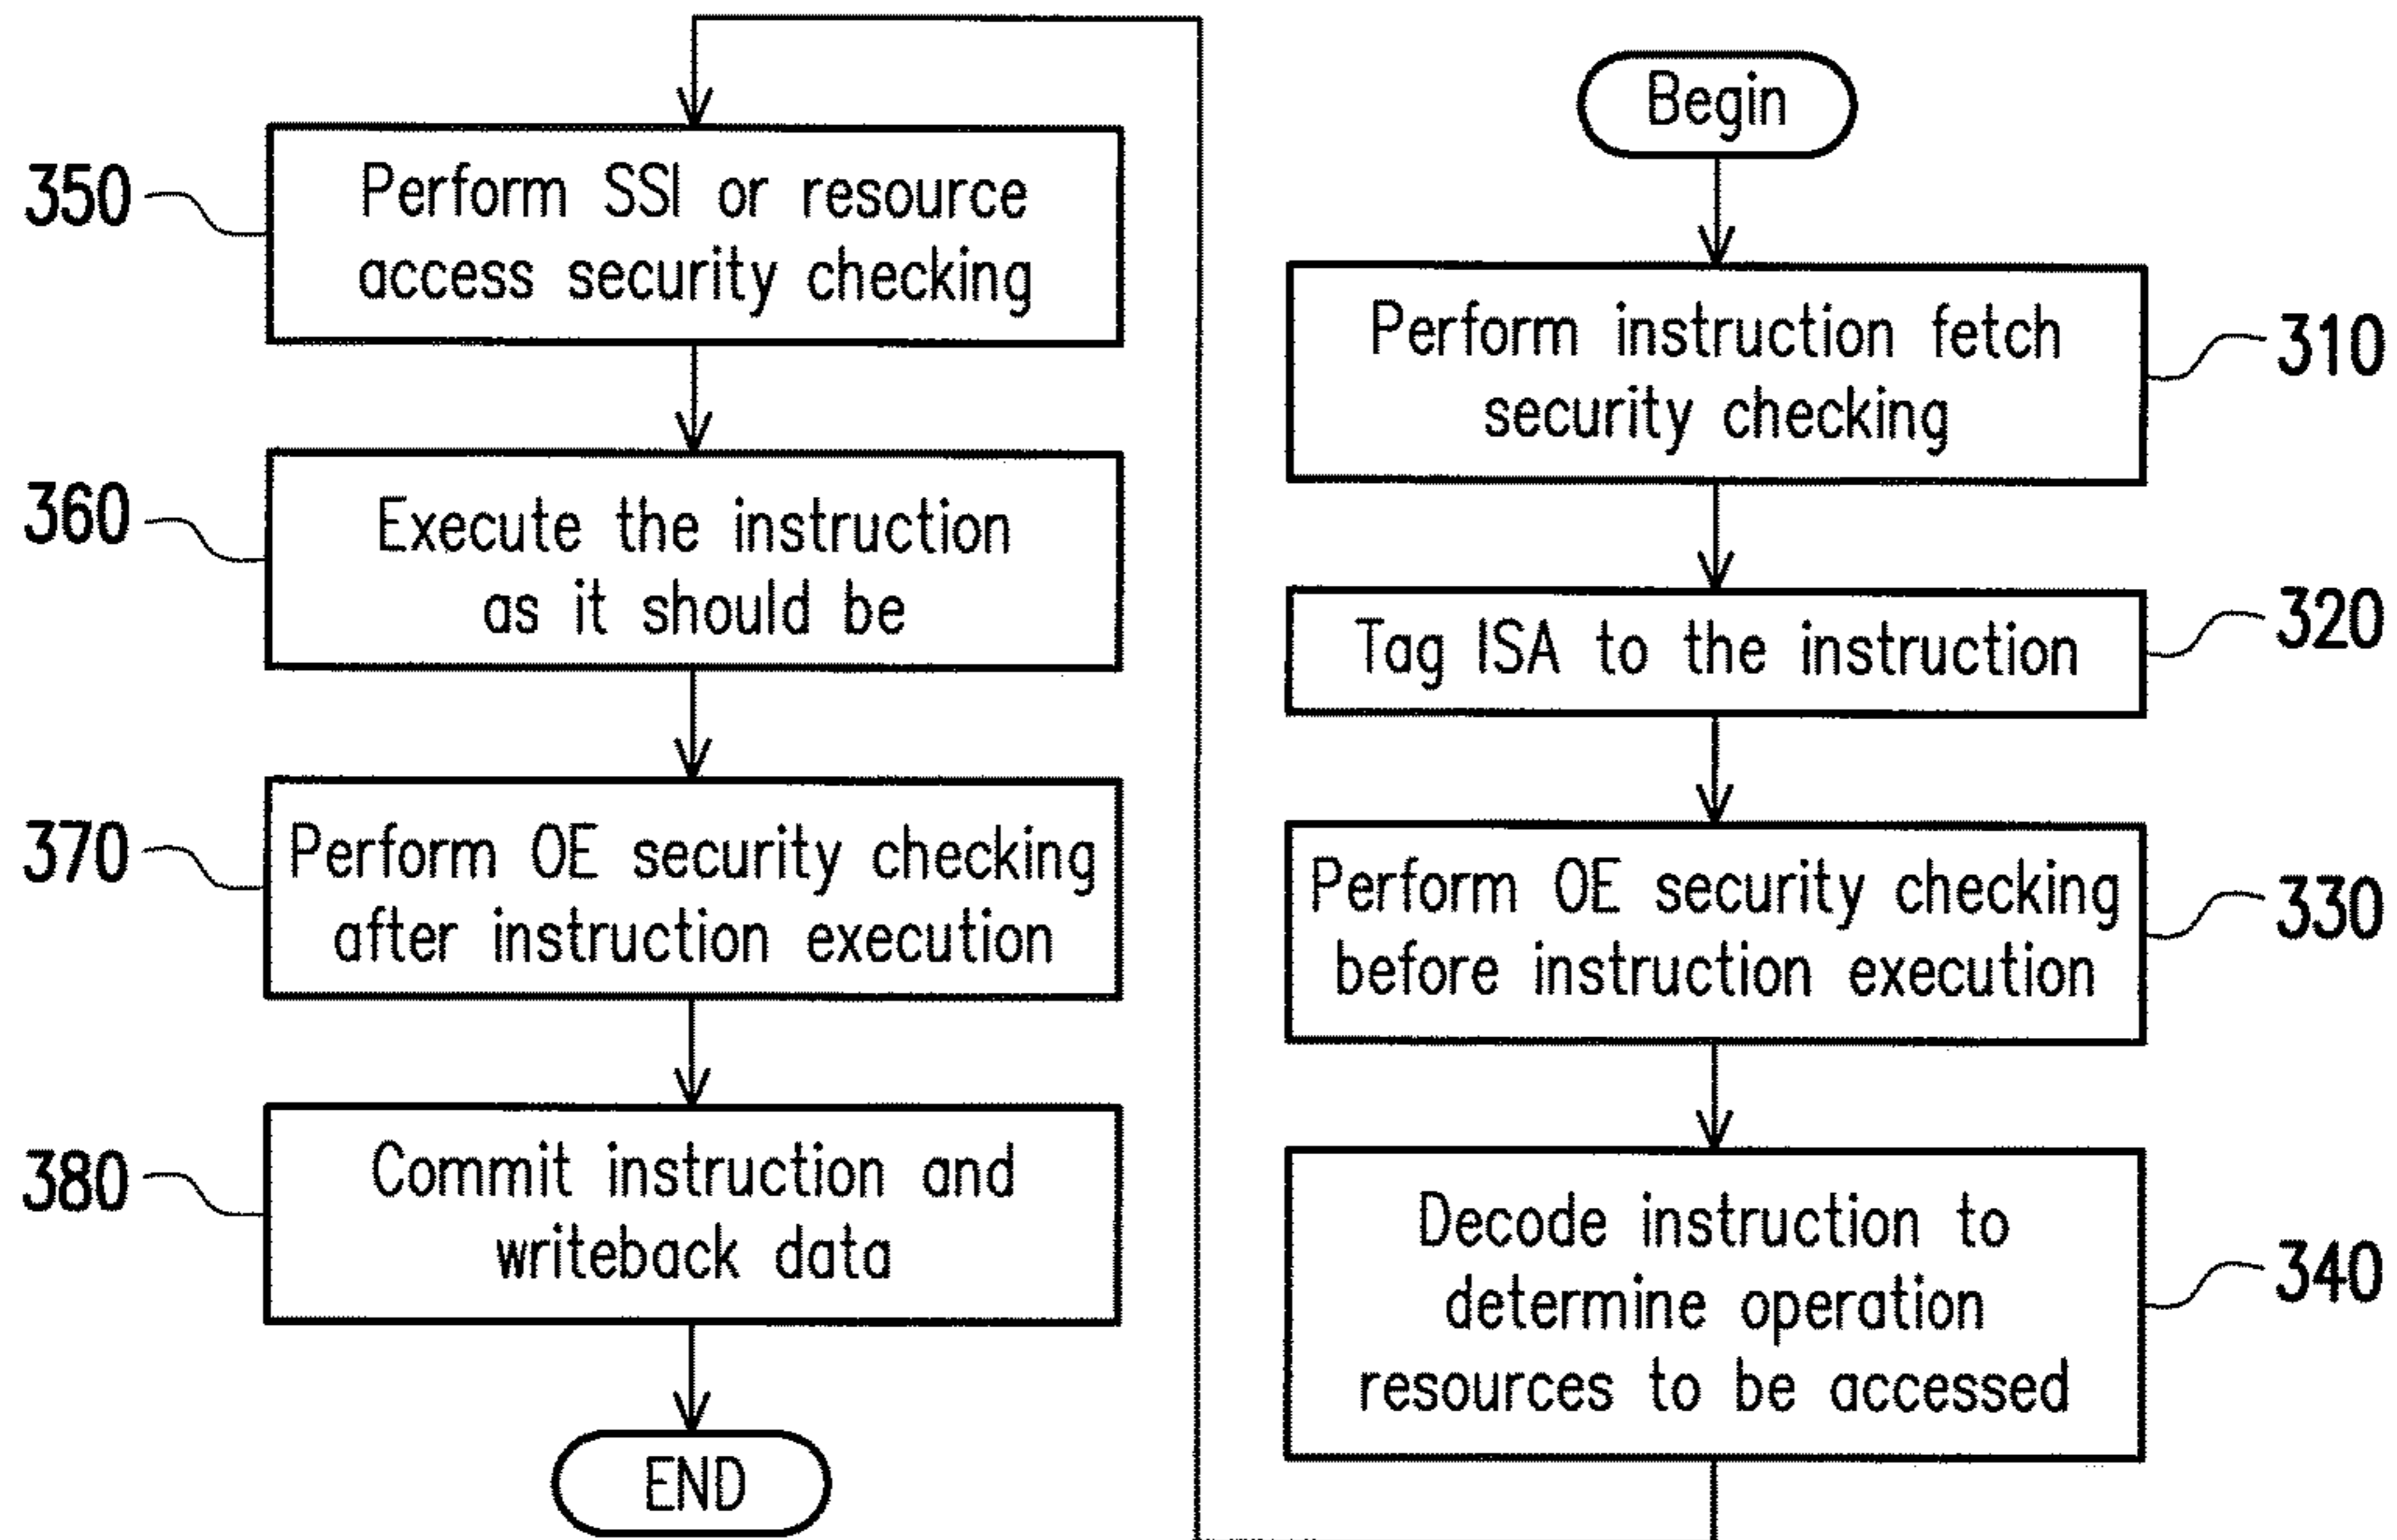 Begin
Perform instruction fetch
security checking
310
Tag ISA to the instruction
320
Perform OE security checking
before instruction execution
330
Decode instruction to
determine operation
resources to be accessed
340
350
Perform SSI or resource
access security checking
360
Execute the instruction
as it should be
370
Perform OE security checking
after instruction execution
380
Commit instruction and
writeback data
END